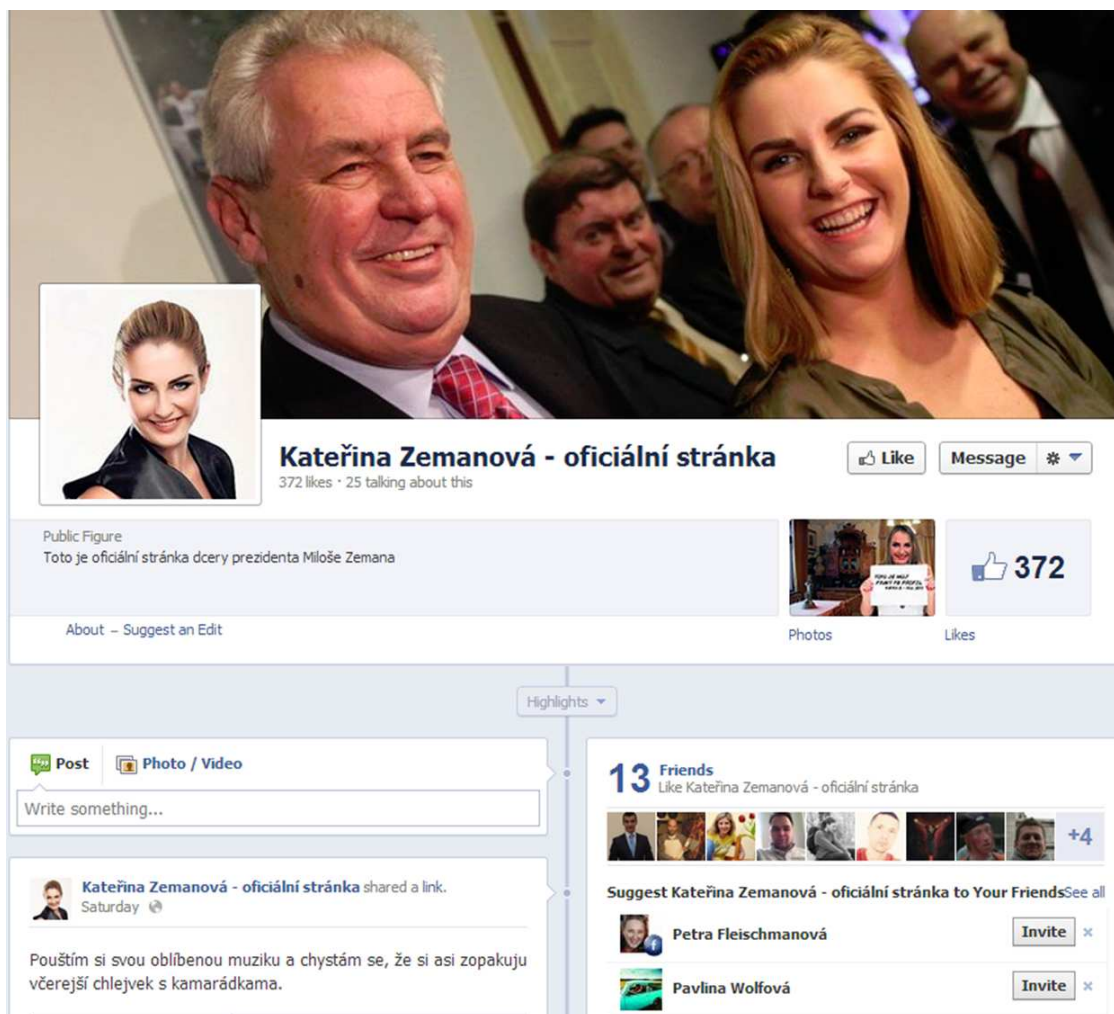 Kateřina Zemanová - oficiální stránka
372 likes · 25 talking about this
Like
Message
Public Figure
Toto je oficiální stránka dcery prezidenta Miloše Zemana
372
About – Suggest an Edit
Photos
Likes
Highlights
Post
Photo / Video
Write something...
Kateřina Zemanová - oficiální stránka shared a link.
Saturday
Pouštím si svou oblíbenou muziku a chystám se, že si asi zopakuju
včerejší chlejvek s kamarádkama.
13 Friends
Like Kateřina Zemanová - oficiální stránka
+4
Suggest Kateřina Zemanová - oficiální stránka to Your Friends See all
Petra Fleischmanová
Invite
Pavlina Wolfová
Invite